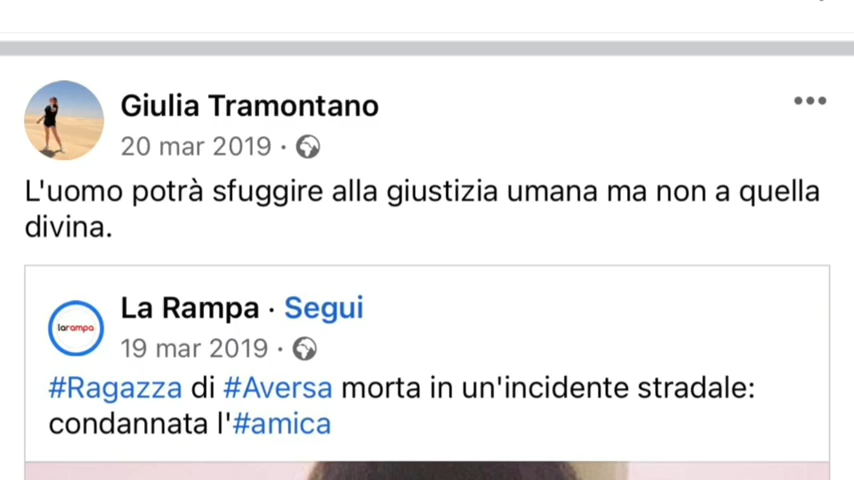 Giulia Tramontano
20 mar 2019 ·
L'uomo potrà sfuggire alla giustizia umana ma non a quella
divina.
larampa
La Rampa · Segui
19 mar 2019 ·
#Ragazza di #Aversa morta in un'incidente stradale:
condannata l'#amica